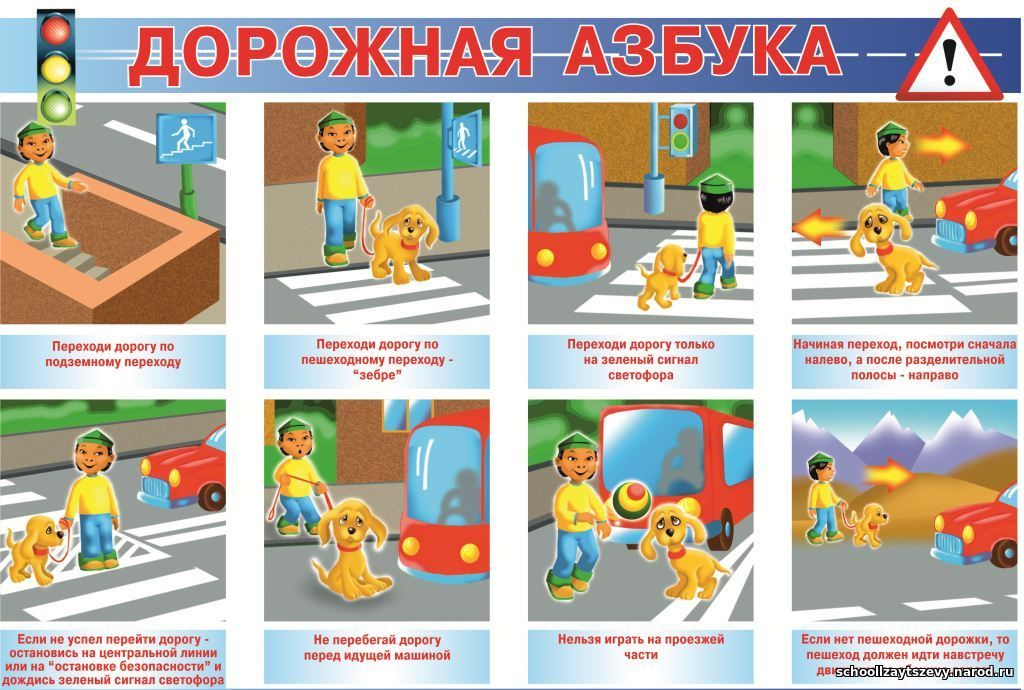 ДОРОЖНАЯ АЗБУКА
Переходи дорогу по
подземному переходу
Переходи дорогу по
пешеходному переходу -
“зебре”
Переходи дорогу только
на зеленый сигнал
светофора
Начиная переход, посмотри сначала
налево, а после разделительной
полосы - направо
Если не успел перейти дорогу -
остановись на центральной линии
или на “остановке безопасности” и
дождись зеленый сигнал светофора
Не перебегай дорогу
перед идущей машиной
Нельзя играть на проезжей
части
Если нет пешеходной дорожки, то
пешеход должен идти навстречу
schoollzaytszevy.narod.ru